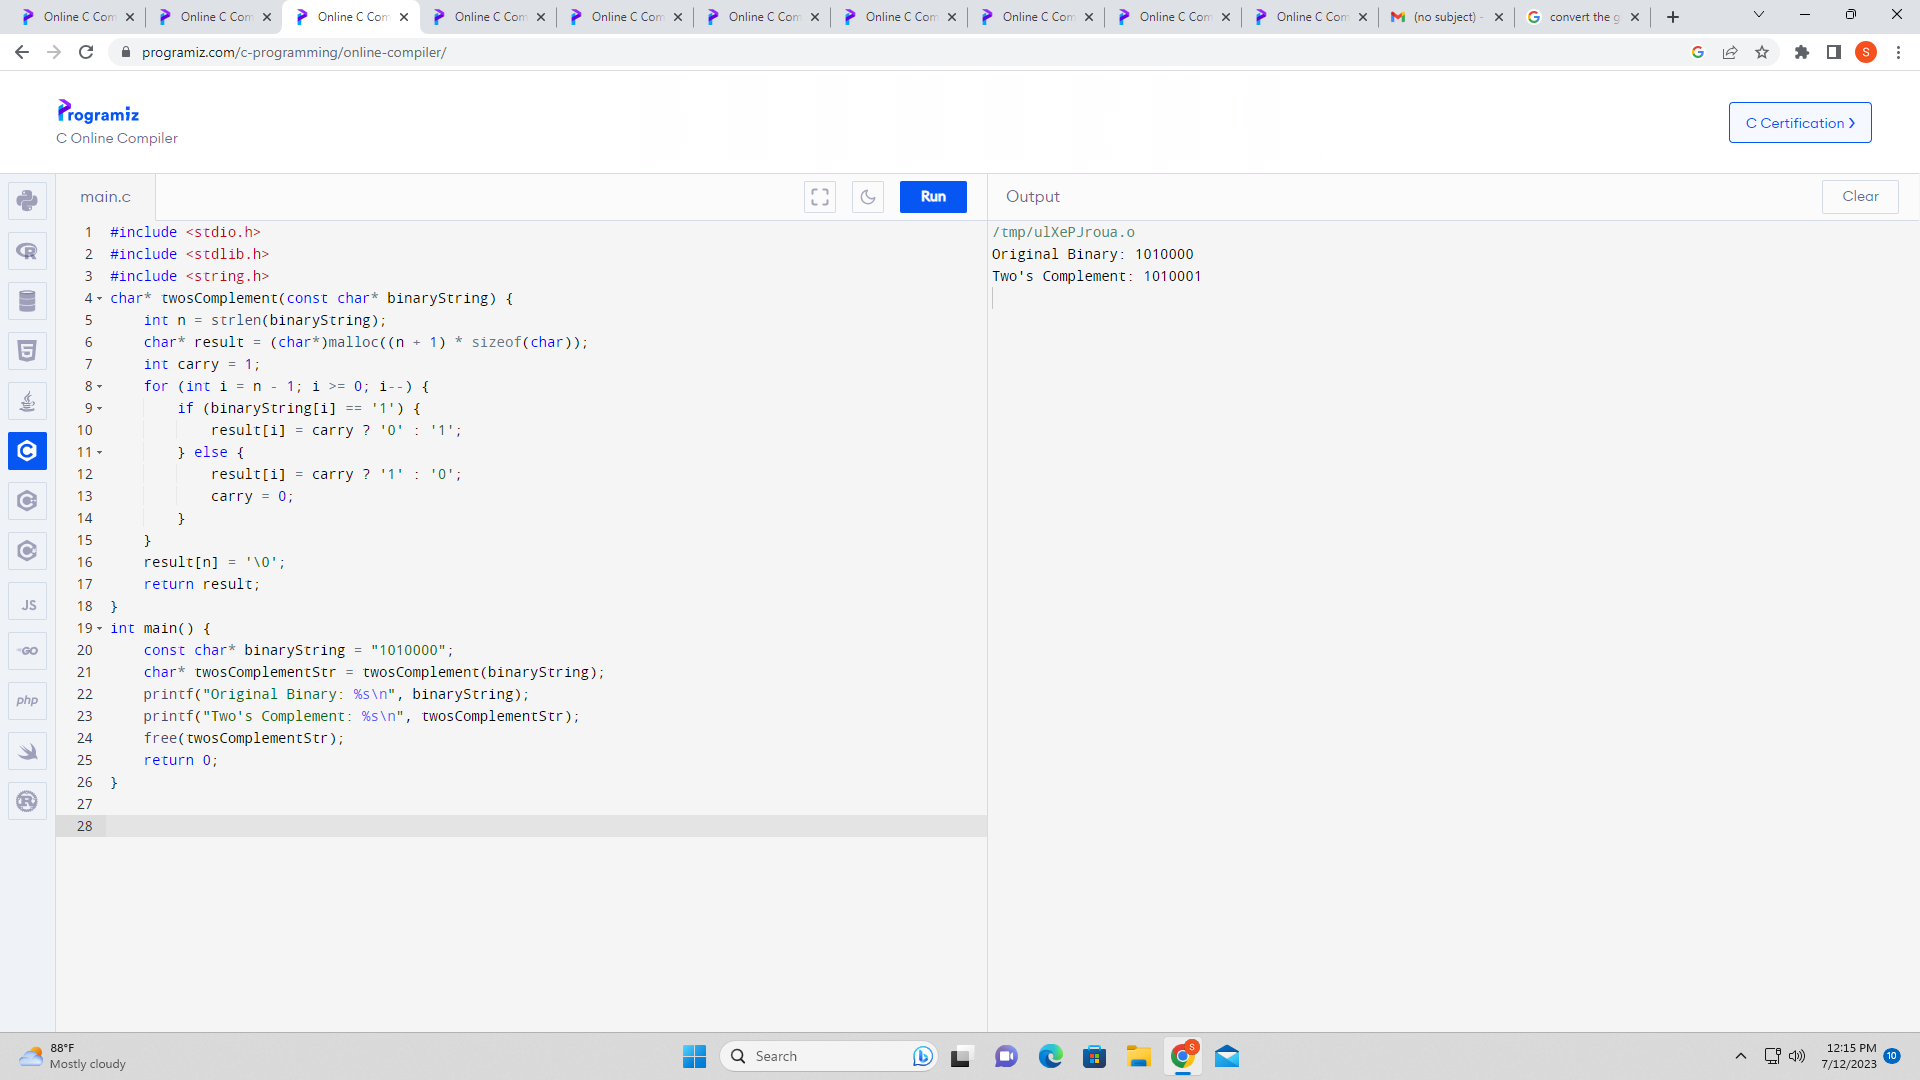 Online C Com
Online C Com
Online C Com
Online C Com
Online C Com
Online C Com
Online C Com
Online C Com
Online C Com
Online C Com
(no subject) -
convert the g
programiz.com/c-programming/online-compiler/
S
Programiz
C Online Compiler
C Certification
main.c
Run
Output
Clear
1 #include <stdio.h>
2 #include <stdlib.h>
3 #include <string.h>
4 char* twosComplement(const char* binaryString) {
5 int n = strlen(binaryString);
6 char* result = (char*)malloc((n + 1) * sizeof(char));
7 int carry = 1;
8 for (int i = n - 1; i >= 0; i--) {
9 if (binaryString[i] == '1') {
10 result[i] = carry ? '0' : '1';
11 } else {
12 result[i] = carry ? '1' : '0';
13 carry = 0;
14 }
15 }
16 result[n] = '\0';
17 return result;
18 }
19 int main() {
20 const char* binaryString = "1010000";
21 char* twosComplementStr = twosComplement(binaryString);
22 printf("Original Binary: %s\n", binaryString);
23 printf("Two's Complement: %s\n", twosComplementStr);
24 free(twosComplementStr);
25 return 0;
26 }
27
28
/tmp/ulXePJroua.o
Original Binary: 1010000
Two's Complement: 1010001
R
5
C
JS
GO
php
R
88°F
Mostly cloudy
Search
S
12:15 PM
7/12/2023
10